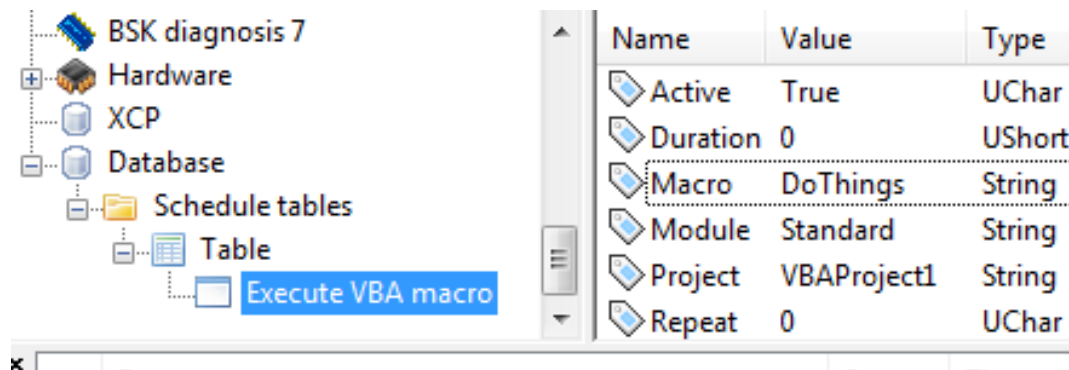 BSK diagnosis 7
Hardware
XCP
Database
Schedule tables
Table
Execute VBA macro
Name Value Type
Active True UChar
Duration 0 UShort
Macro DoThings String
Module Standard String
Project VBAProject1 String
Repeat 0 UChar